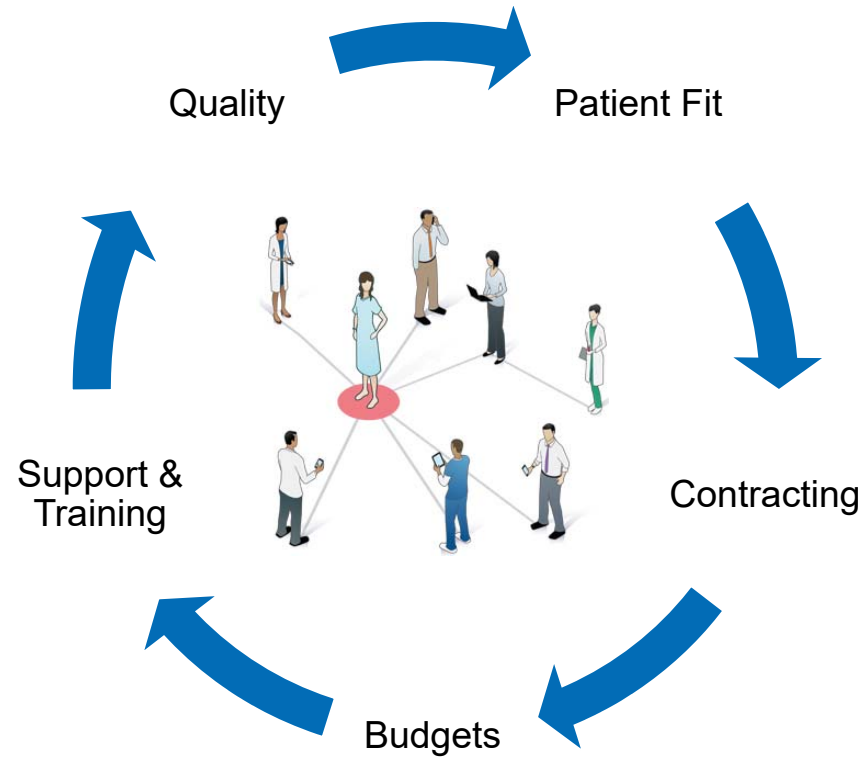 Quality
Patient Fit
Contracting
Budgets
Support &
Training